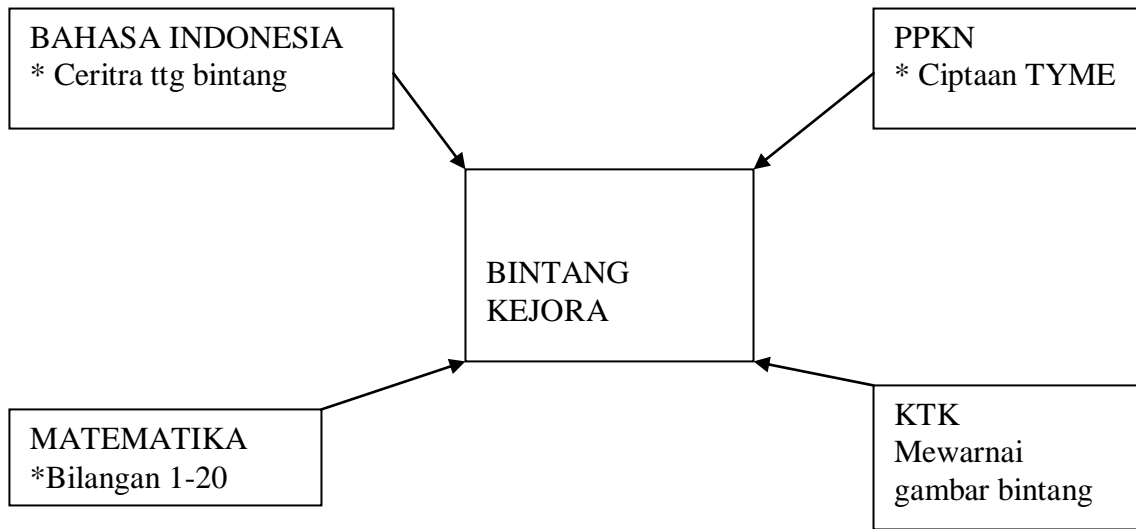 BAHASA INDONESIA
* Ceritra ttg bintang
PPKN
* Ciptaan TYME
BINTANG
KEJORA
MATEMATIKA
*Bilangan 1-20
KTK
Mewarnai
gambar bintang